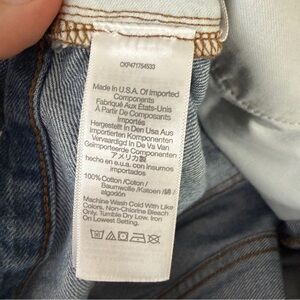 CKP471754533
Made In U.S.A. Of Imported
Components
Fabriqué Aux États-Unis
À Partir De Composants
Importés
Hergestellt In Den Usa Aus
Importierten Komponenten
Vervaardigd In De Va Van
Geïmporteerde Componenten
アメリカ製
hecho en e.u.a. con insumos
importados
100% Cotton /Coton /
Baumwolle /Katoen /綿 /
algodón
Machine Wash Cold With Like
Colors. Non-Chlorine Bleach
Only. Tumble Dry Low. Iron
On Lowest Setting.